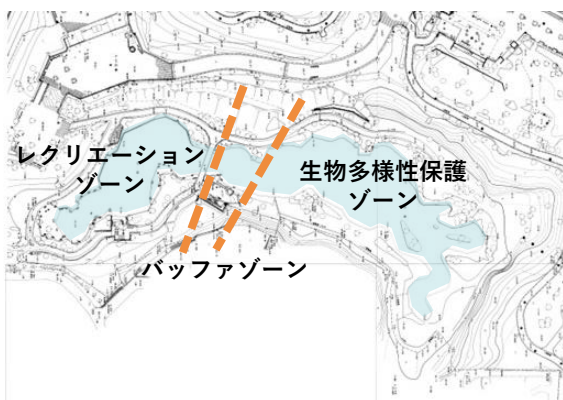 レクリエーション
ゾーン
生物多様性保護
ゾーン
バッファゾーン